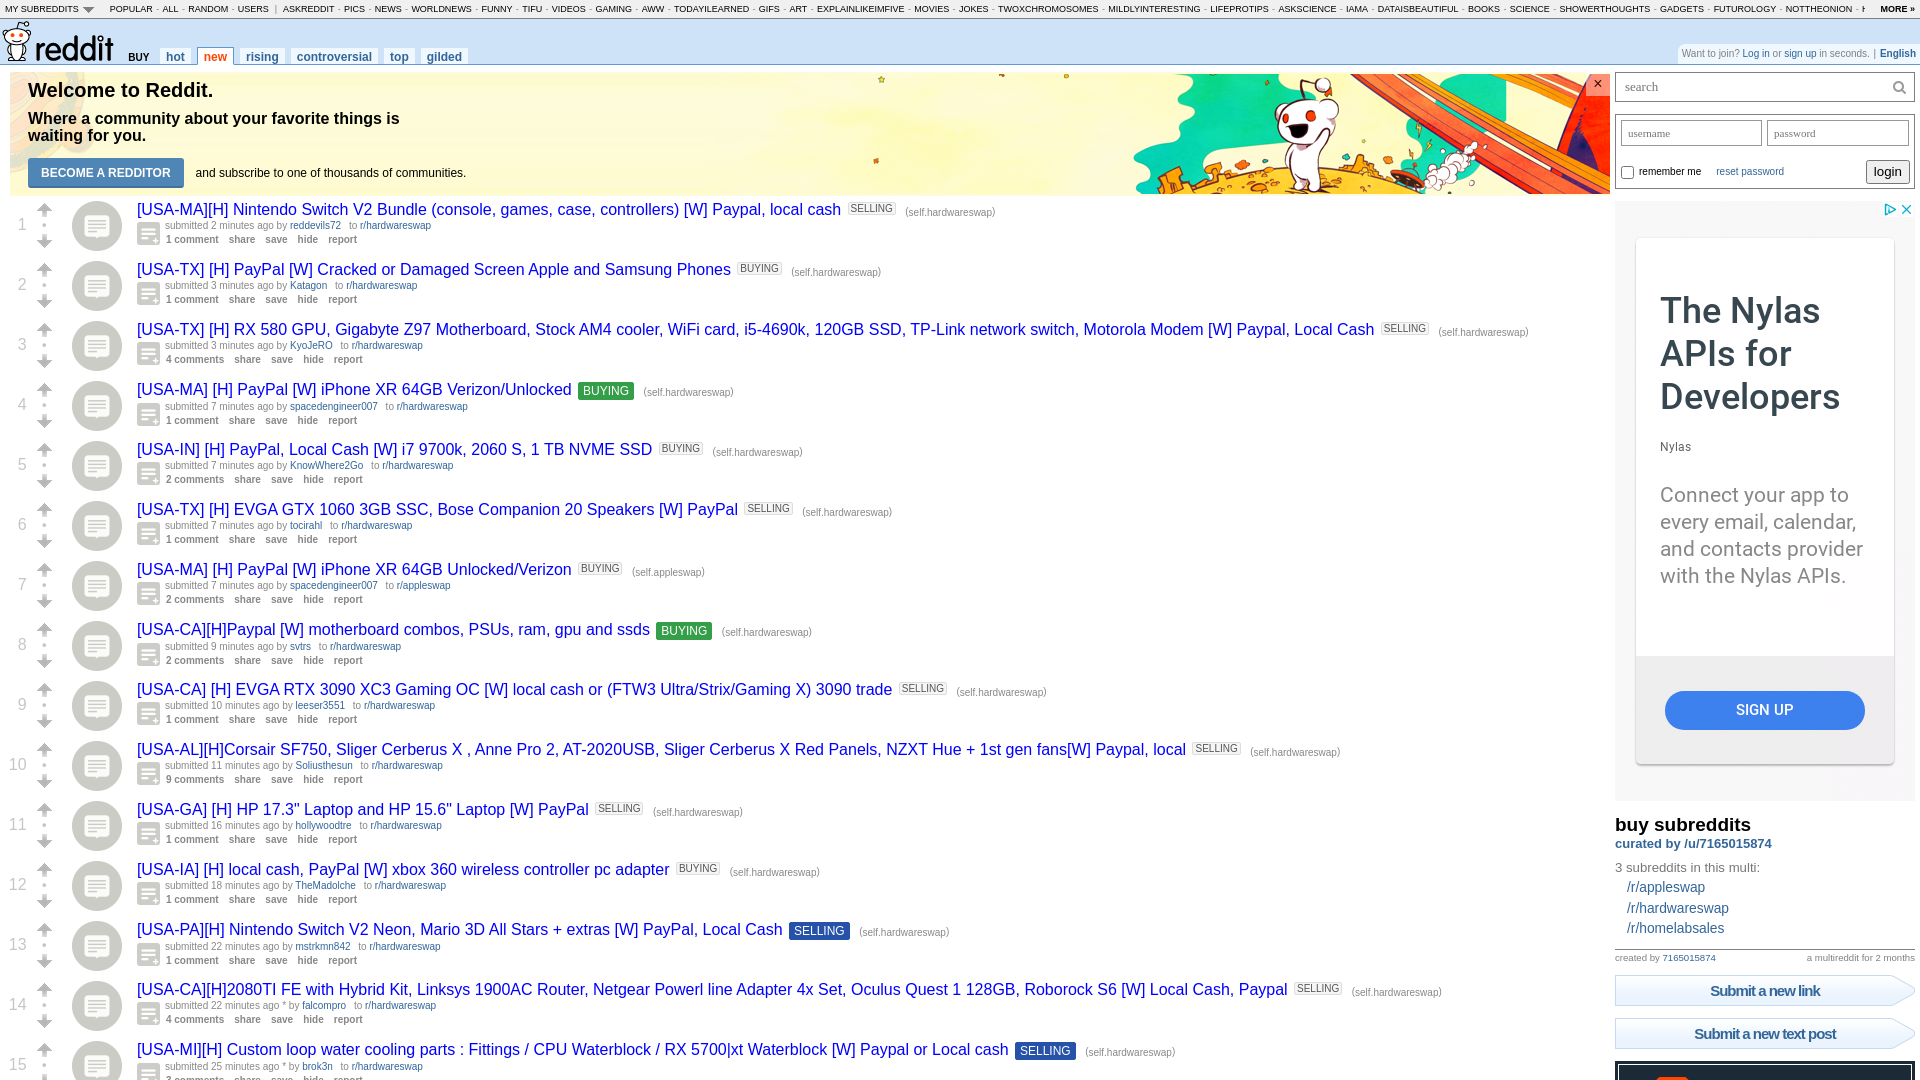 MY SUBREDDITS POPULAR - ALL - RANDOM - USERS | ASKREDDIT - PICS - NEWS - WORLDNEWS - FUNNY - TIFU - VIDEOS - GAMING - AWW - TODAYILEARNED - GIFS - ART - EXPLAINLIKEIMFIVE - MOVIES - JOKES - TWOXCHROMOSOMES - MILDLYINTERESTING - LIFEPROTIPS - ASKSCIENCE - IAMA - DATAISBEAUTIFUL - BOOKS - SCIENCE - SHOWERTHOUGHTS - GADGETS - FUTUROLOGY - NOTTHEONION - MORE »
reddit BUY hot new rising controversial top gilded
Want to join? Log in or sign up in seconds. | English
Welcome to Reddit.
Where a community about your favorite things is
waiting for you.
BECOME A REDDITOR and subscribe to one of thousands of communities.
×
1
[USA-MA][H] Nintendo Switch V2 Bundle (console, games, case, controllers) [W] Paypal, local cash SELLING (self.hardwareswap)
submitted 2 minutes ago by reddevils72 to r/hardwareswap
1 comment share save hide report
2
[USA-TX] [H] PayPal [W] Cracked or Damaged Screen Apple and Samsung Phones BUYING (self.hardwareswap)
submitted 3 minutes ago by Katagon to r/hardwareswap
1 comment share save hide report
3
[USA-TX] [H] RX 580 GPU, Gigabyte Z97 Motherboard, Stock AM4 cooler, WiFi card, i5-4690k, 120GB SSD, TP-Link network switch, Motorola Modem [W] Paypal, Local Cash SELLING (self.hardwareswap)
submitted 3 minutes ago by KyoJeRO to r/hardwareswap
4 comments share save hide report
4
[USA-MA] [H] PayPal [W] iPhone XR 64GB Verizon/Unlocked BUYING (self.hardwareswap)
submitted 7 minutes ago by spacedengineer007 to r/hardwareswap
1 comment share save hide report
5
[USA-IN] [H] PayPal, Local Cash [W] i7 9700k, 2060 S, 1 TB NVME SSD BUYING (self.hardwareswap)
submitted 7 minutes ago by KnowWhere2Go to r/hardwareswap
2 comments share save hide report
6
[USA-TX] [H] EVGA GTX 1060 3GB SSC, Bose Companion 20 Speakers [W] PayPal SELLING (self.hardwareswap)
submitted 7 minutes ago by tocirahl to r/hardwareswap
1 comment share save hide report
7
[USA-MA] [H] PayPal [W] iPhone XR 64GB Unlocked/Verizon BUYING (self.appleswap)
submitted 7 minutes ago by spacedengineer007 to r/appleswap
2 comments share save hide report
8
[USA-CA][H]Paypal [W] motherboard combos, PSUs, ram, gpu and ssds BUYING (self.hardwareswap)
submitted 9 minutes ago by svtrs to r/hardwareswap
2 comments share save hide report
9
[USA-CA] [H] EVGA RTX 3090 XC3 Gaming OC [W] local cash or (FTW3 Ultra/Strix/Gaming X) 3090 trade SELLING (self.hardwareswap)
submitted 10 minutes ago by leeser3551 to r/hardwareswap
1 comment share save hide report
10
[USA-AL][H]Corsair SF750, Sliger Cerberus X , Anne Pro 2, AT-2020USB, Sliger Cerberus X Red Panels, NZXT Hue + 1st gen fans[W] Paypal, local SELLING (self.hardwareswap)
submitted 11 minutes ago by Soliusthesun to r/hardwareswap
9 comments share save hide report
11
[USA-GA] [H] HP 17.3" Laptop and HP 15.6" Laptop [W] PayPal SELLING (self.hardwareswap)
submitted 16 minutes ago by hollywoodtre to r/hardwareswap
1 comment share save hide report
12
[USA-IA] [H] local cash, PayPal [W] xbox 360 wireless controller pc adapter BUYING (self.hardwareswap)
submitted 18 minutes ago by TheMadolche to r/hardwareswap
1 comment share save hide report
13
[USA-PA][H] Nintendo Switch V2 Neon, Mario 3D All Stars + extras [W] PayPal, Local Cash SELLING (self.hardwareswap)
submitted 22 minutes ago by mstrkmn842 to r/hardwareswap
1 comment share save hide report
14
[USA-CA][H]2080TI FE with Hybrid Kit, Linksys 1900AC Router, Netgear Powerl line Adapter 4x Set, Oculus Quest 1 128GB, Roborock S6 [W] Local Cash, Paypal SELLING (self.hardwareswap)
submitted 22 minutes ago * by falcompro to r/hardwareswap
4 comments share save hide report
15
[USA-MI][H] Custom loop water cooling parts : Fittings / CPU Waterblock / RX 5700|xt Waterblock [W] Paypal or Local cash SELLING (self.hardwareswap)
submitted 25 minutes ago * by brok3n to r/hardwareswap
3 comments share save hide report
search
username password
remember me reset password login
The Nylas
APIs for
Developers
Nylas
Connect your app to
every email, calendar,
and contacts provider
with the Nylas APIs.
SIGN UP
buy subreddits
curated by /u/7165015874
3 subreddits in this multi:
/r/appleswap
/r/hardwareswap
/r/homelabsales
created by 7165015874 a multireddit for 2 months
Submit a new link
Submit a new text post